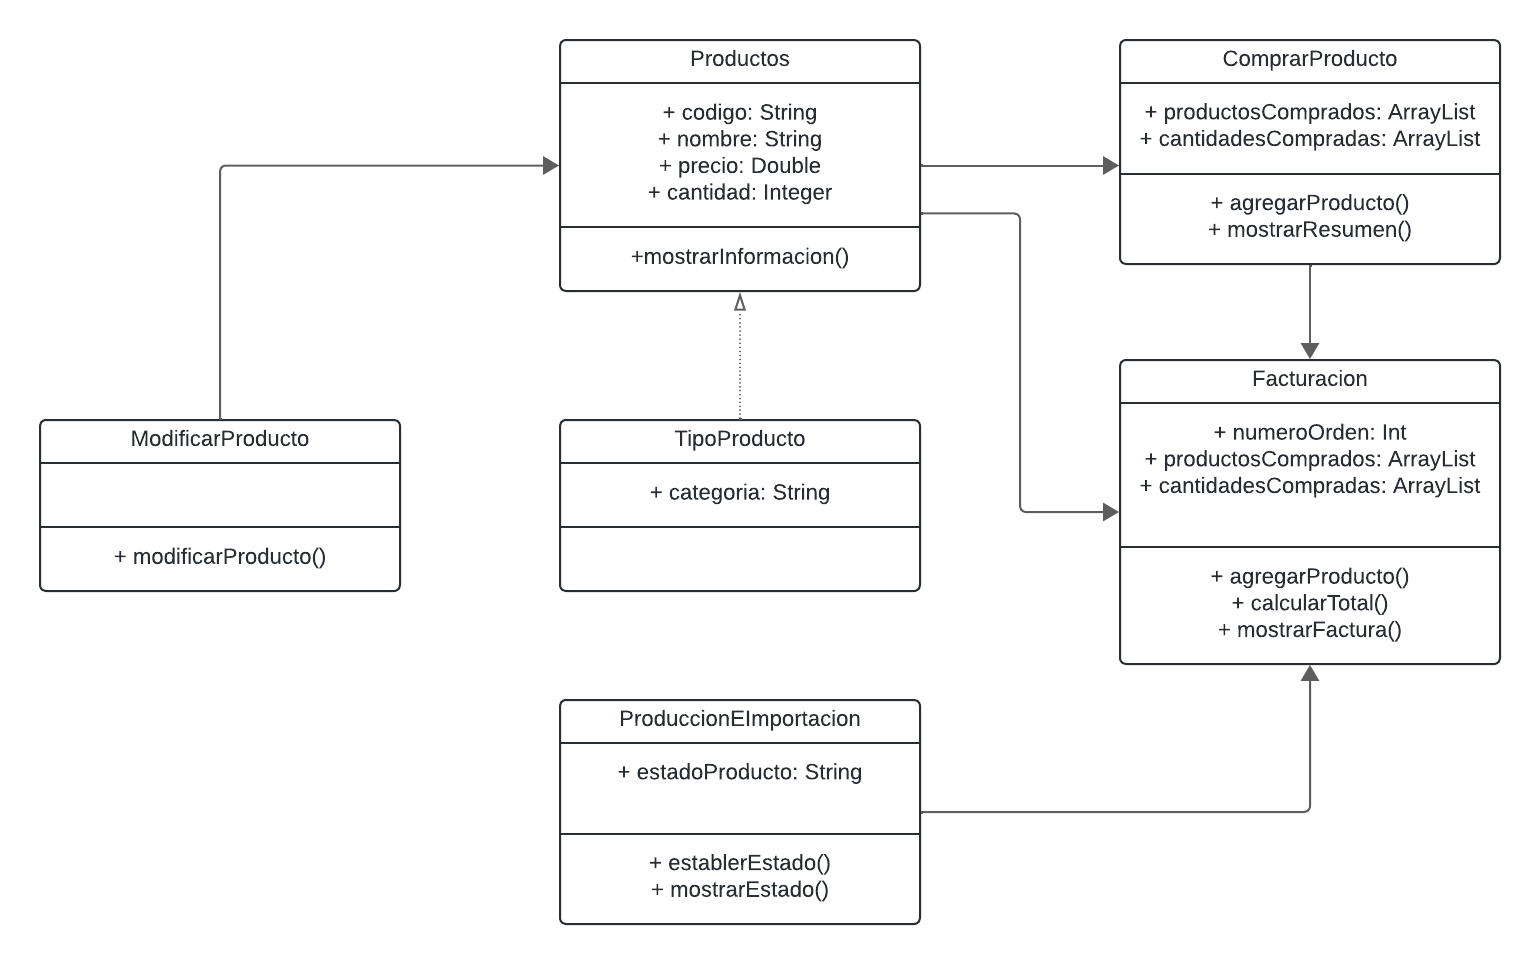 Productos
+ codigo: String
+ nombre: String
+ precio: Double
+ cantidad: Integer
+mostrarInformacion()
ComprarProducto
+ productosComprados: ArrayList
+ cantidadesCompradas: ArrayList
+ agregarProducto()
+ mostrarResumen()
ModificarProducto
+ modificarProducto()
TipoProducto
+ categoria: String
Facturacion
+ numeroOrden: Int
+ productosComprados: ArrayList
+ cantidadesCompradas: ArrayList
+ agregarProducto()
+ calcularTotal()
+ mostrarFactura()
ProduccionEImportacion
+ estadoProducto: String
+ establerEstado()
+ mostrarEstado()